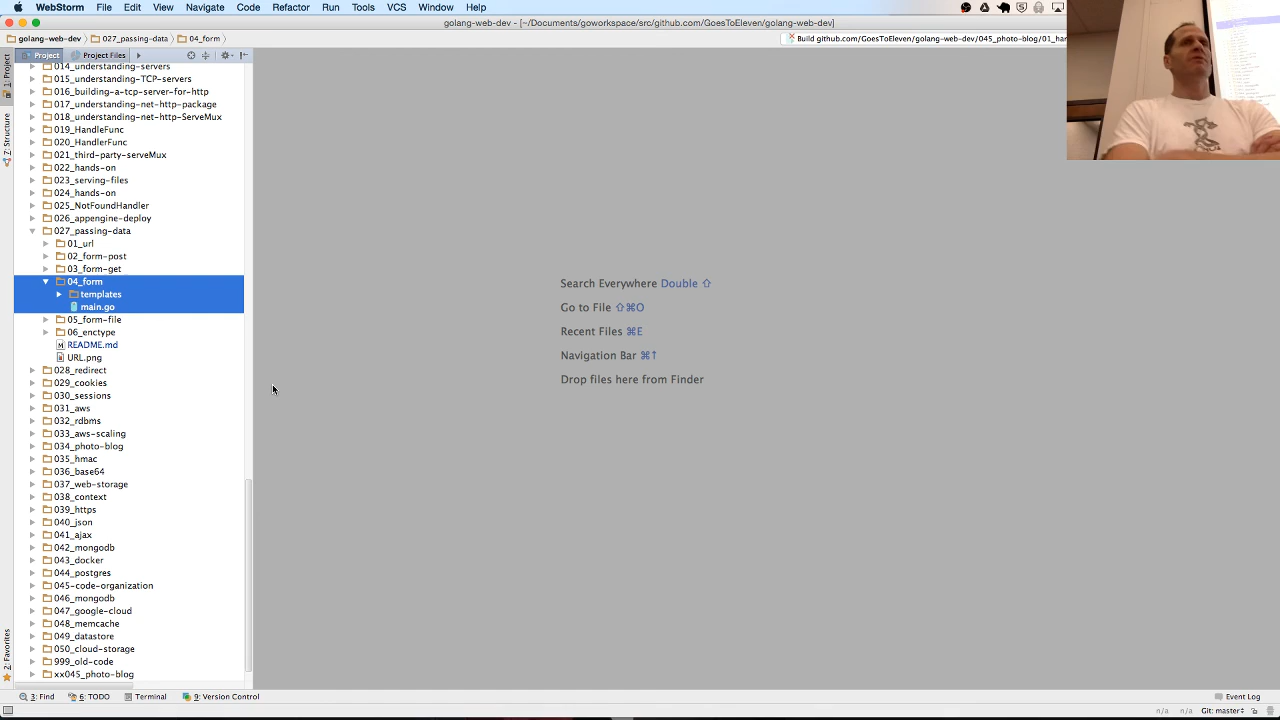 WebStorm File Edit View Navigate Code Refactor Run Tools VCS Window Help
golang-web-dev - [~/Documents/goworkspace/src/github.com/GoesToEleven/golang-web-dev]
golang-web-dev 027_passing-data 04_form
github.com/GoesToEleven/golang-web-dev/045_photo-blog/01_ha
Project Project Files
014_understanding-servers
015_understanding-TCP-servers
016_building-a-tcp-server-for-http
017_understanding-net-http-package
018_understanding-net-http-ServeMux
019_HandleFunc
020_HandlerFunc
021_third-party-serveMux
022_hands-on
023_serving-files
024_hands-on
025_NotFoundHandler
026_appengine-deploy
027_passing-data
01_url
02_form-post
03_form-get
04_form
templates
main.go
05_form-file
06_enctype
README.md
URL.png
028_redirect
029_cookies
030_sessions
031_aws
032_rdbms
033_aws-scaling
034_photo-blog
035_hmac
036_base64
037_web-storage
038_context
039_https
040_json
041_ajax
042_mongodb
043_docker
044_postgres
045-code-organization
046_mongodb
047_google-cloud
048_memcache
049_datastore
050_cloud-storage
999_old-code
xx045_photo-blog
Z: Structure
2: Favorites
Search Everywhere Double ⇧
Go to File ⇧⌘O
Recent Files ⌘E
Navigation Bar ⌘↑
Drop files here from Finder
3: Find 6: TODO Terminal 9: Version Control Event Log
n/a n/a Git: master